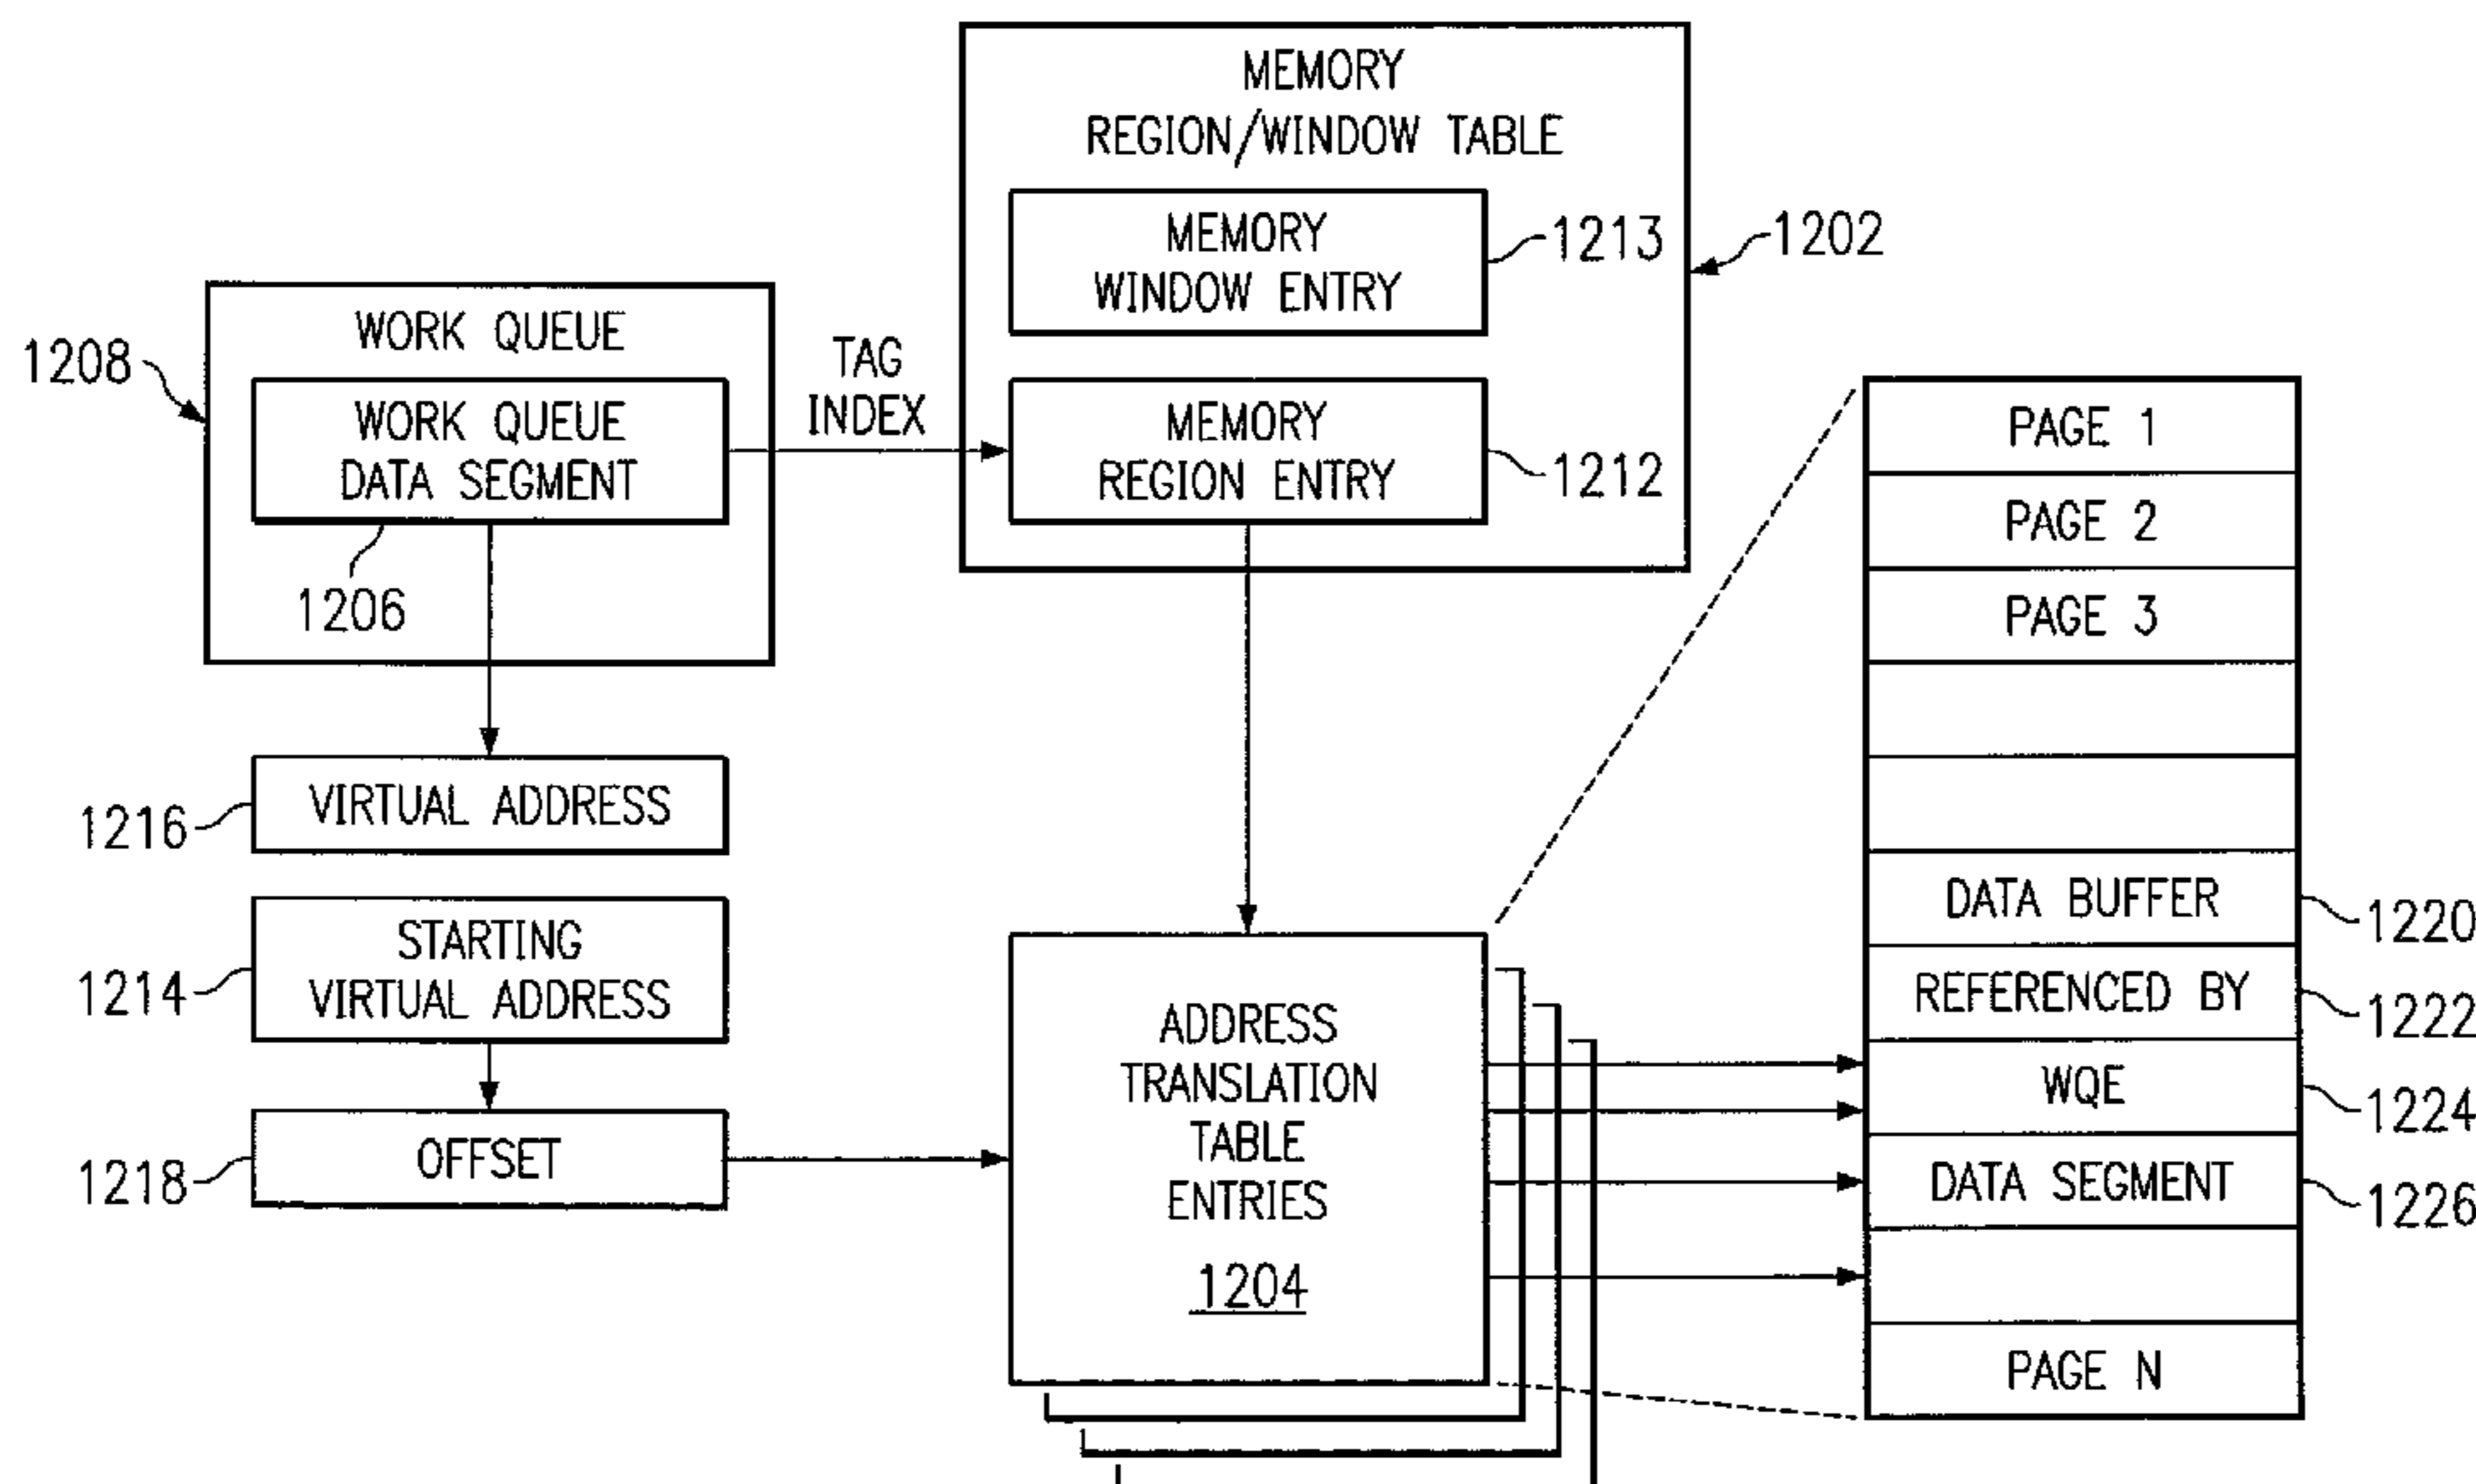 MEMORY
REGION/WINDOW TABLE
MEMORY
WINDOW ENTRY
1213
1202
WORK QUEUE
1208
WORK QUEUE
DATA SEGMENT
1206
TAG
INDEX
MEMORY
REGION ENTRY
1212
VIRTUAL ADDRESS
1216
STARTING
VIRTUAL ADDRESS
1214
OFFSET
1218
ADDRESS
TRANSLATION
TABLE
ENTRIES
1204
PAGE 1
PAGE 2
PAGE 3
DATA BUFFER
1220
REFERENCED BY
1222
WQE
1224
DATA SEGMENT
1226
PAGE N